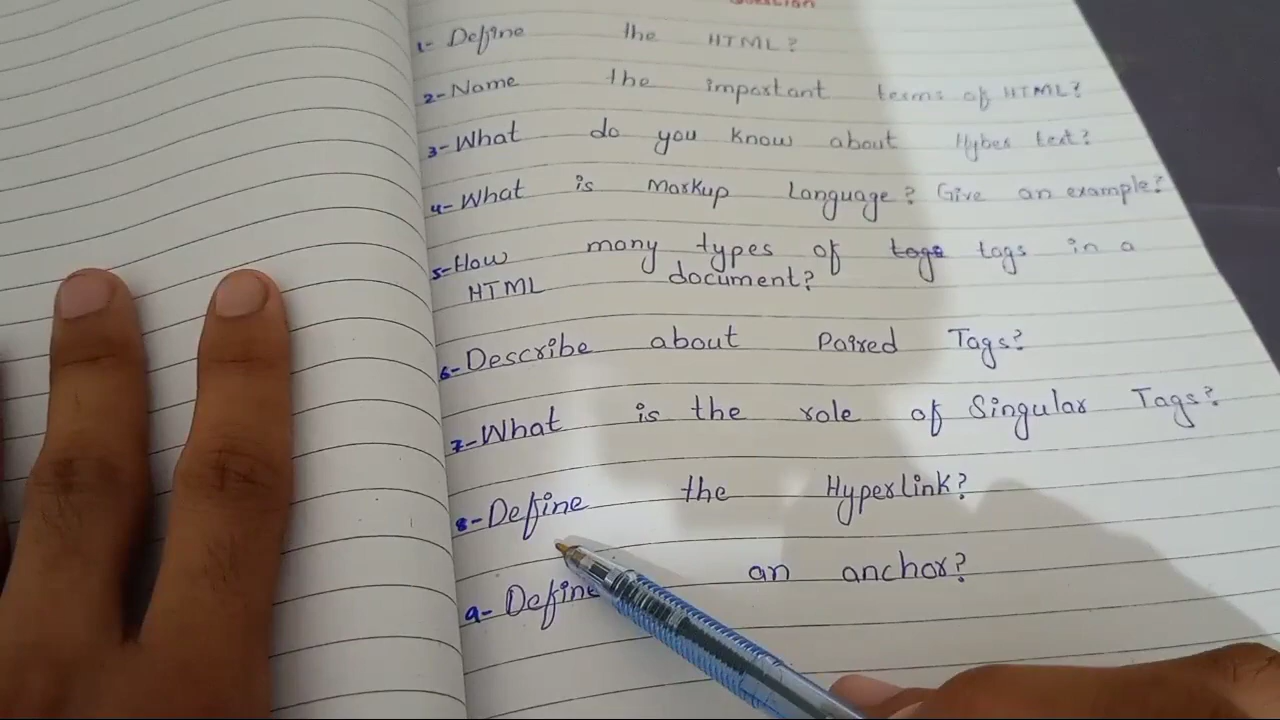 Question
1- Define the HTML?
2- Name the important terms of HTML?
3- What do you know about Hyber text?
4- What is Markup Language? Give an example?
5- How many types of tags tags in a
HTML document?
6- Describe about Paired Tags?
7- What is the role of Singular Tags?
8- Define the Hyperlink?
9- Define an anchor?